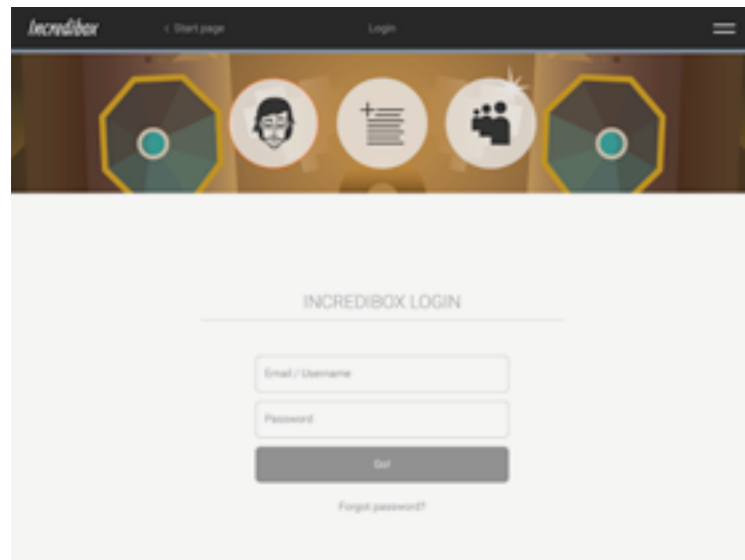 Incredibox
< Start page
Login
INCREDIBOX LOGIN
Email / Username
Password
Go!
Forgot password?